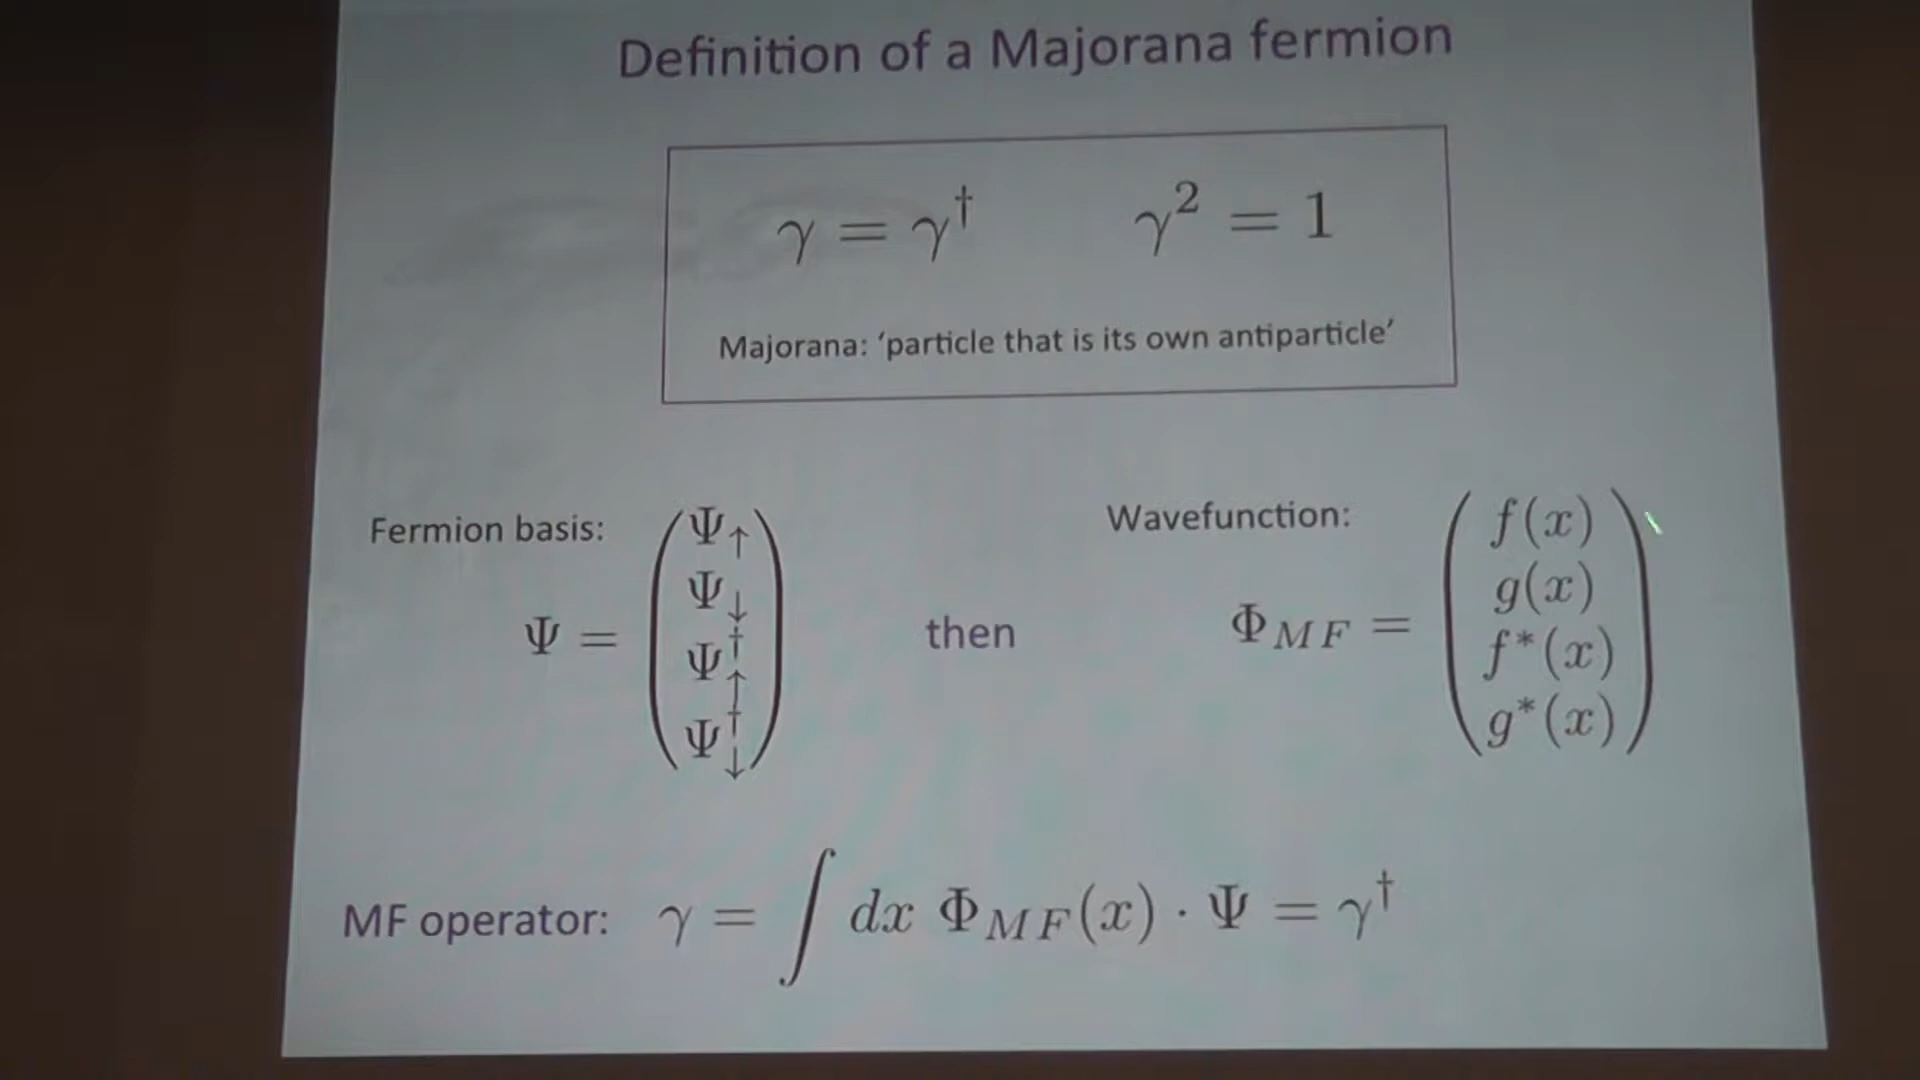 Definition of a Majorana fermion
γ = γ† γ² = 1
Majorana: ‘particle that is its own antiparticle’
Fermion basis:
Ψ = (Ψ↑ Ψ↓ Ψ†↑ Ψ†↓)
then
Wavefunction:
Φ_MF = (f(x) g(x) f*(x) g*(x))
MF operator: γ = ∫ dx Φ_MF(x) · Ψ = γ†